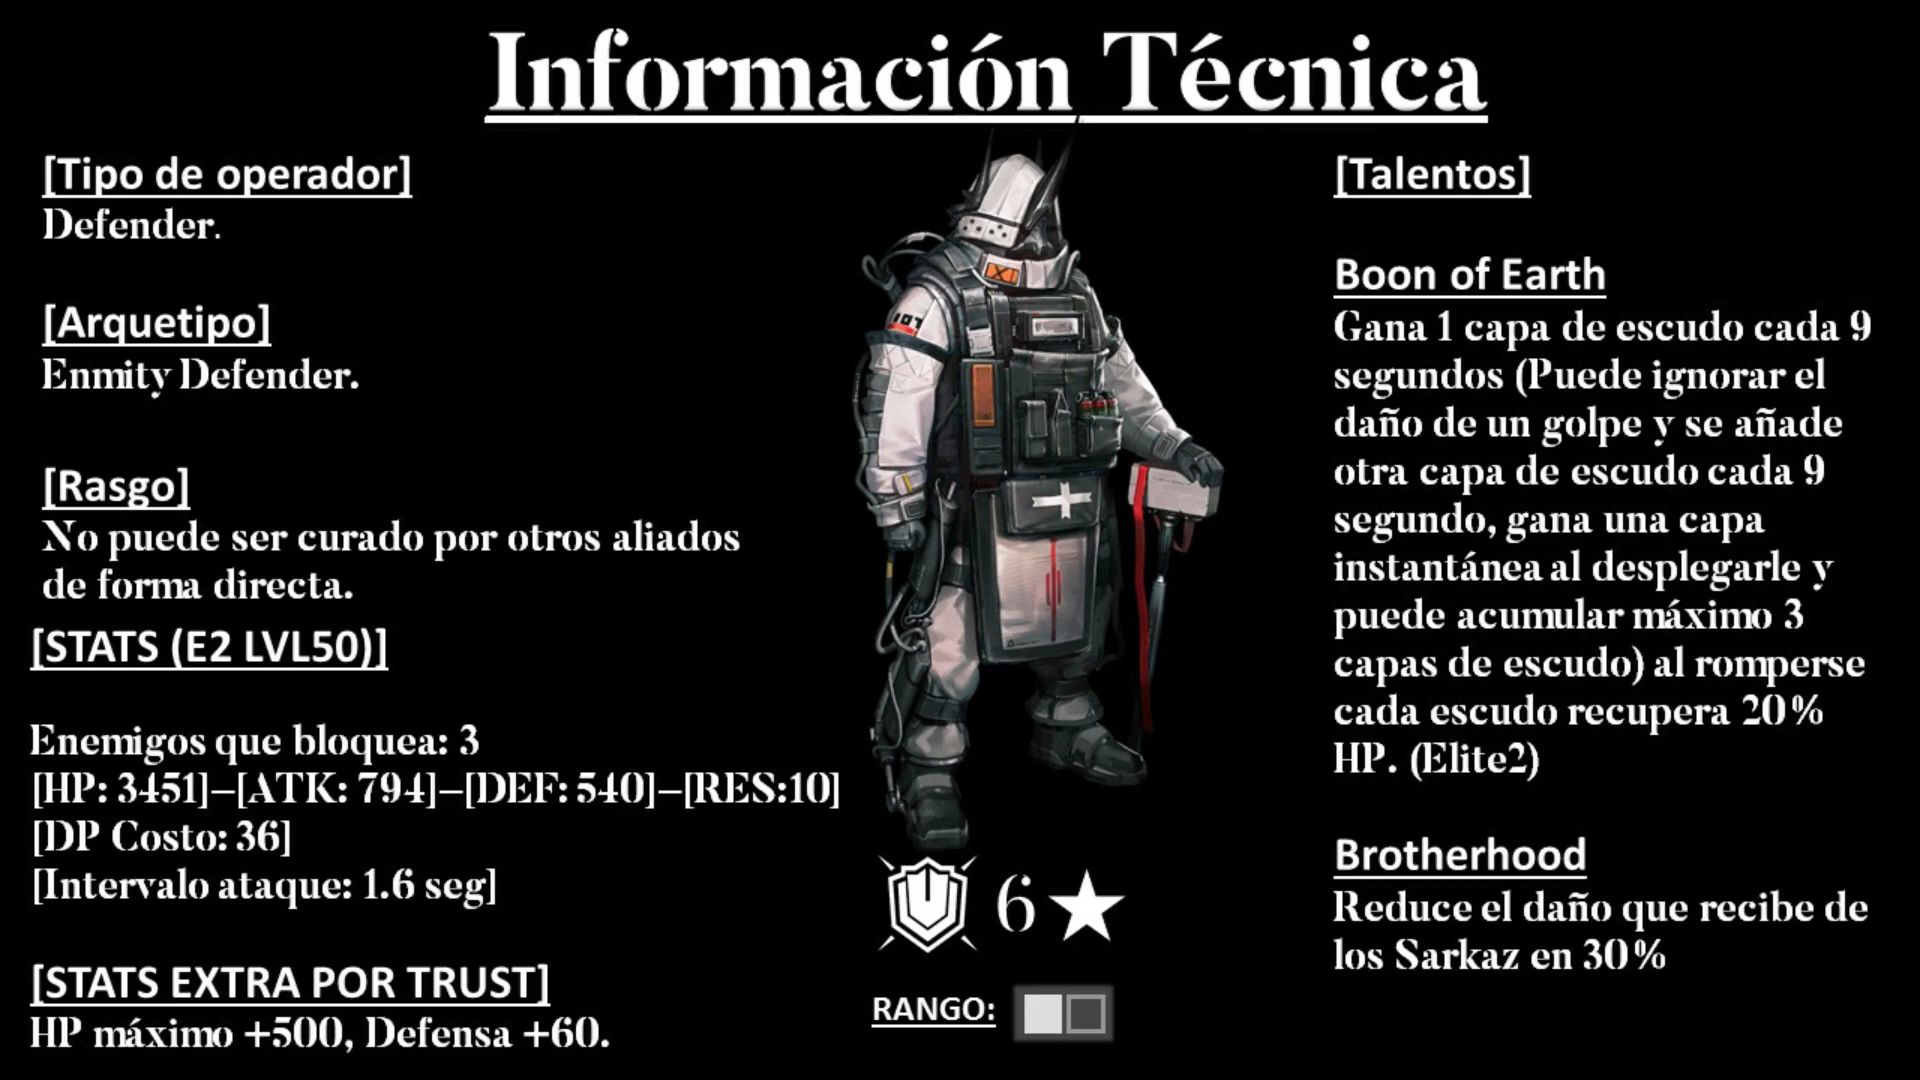 Información Técnica
[Tipo de operador]
Defender.
[Arquetipo]
Enmity Defender.
[Rasgo]
No puede ser curado por otros aliados
de forma directa.
[STATS (E2 LVL50)]
Enemigos que bloquea: 3
[HP: 3451]–[ATK: 794]–[DEF: 540]–[RES:10]
[DP Costo: 36]
[Intervalo ataque: 1.6 seg]
[STATS EXTRA POR TRUST]
HP máximo +500, Defensa +60.
XI
107
6
RANGO:
[Talentos]
Boon of Earth
Gana 1 capa de escudo cada 9
segundos (Puede ignorar el
daño de un golpe y se añade
otra capa de escudo cada 9
segundo, gana una capa
instantánea al desplegarle y
puede acumular máximo 3
capas de escudo) al romperse
cada escudo recupera 20%
HP. (Elite2)
Brotherhood
Reduce el daño que recibe de
los Sarkaz en 30%